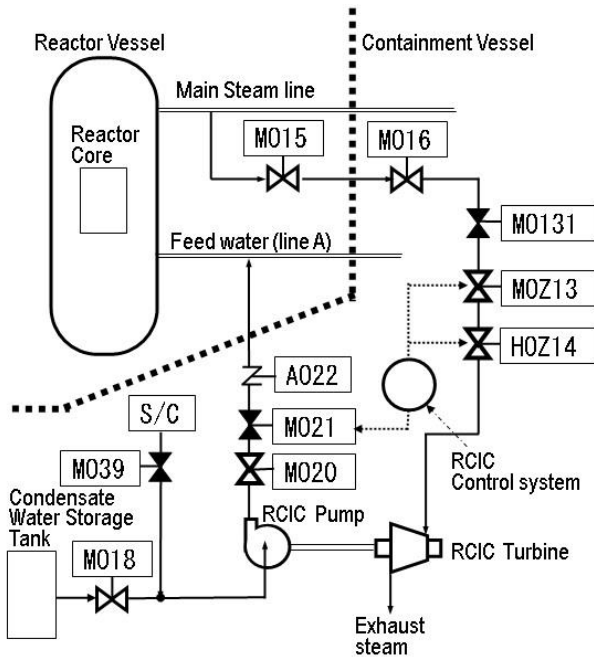 Reactor Vessel
Containment Vessel
Main Steam line
MO15
MO16
Reactor
Core
MO131
Feed water (line A)
MOZ13
HOZ14
AO22
S/C
MO21
MO39
MO20
RCIC
Control system
Condensate
Water Storage
Tank
RCIC Pump
MO18
RCIC Turbine
Exhaust
steam